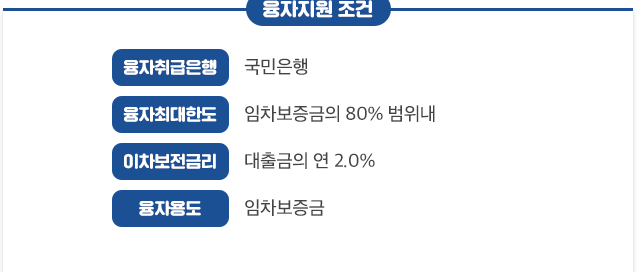 융자지원 조건
융자취급은행 국민은행
융자최대한도 임차보증금의 80% 범위내
이차보전금리 대출금의 연 2.0%
융자용도 임차보증금